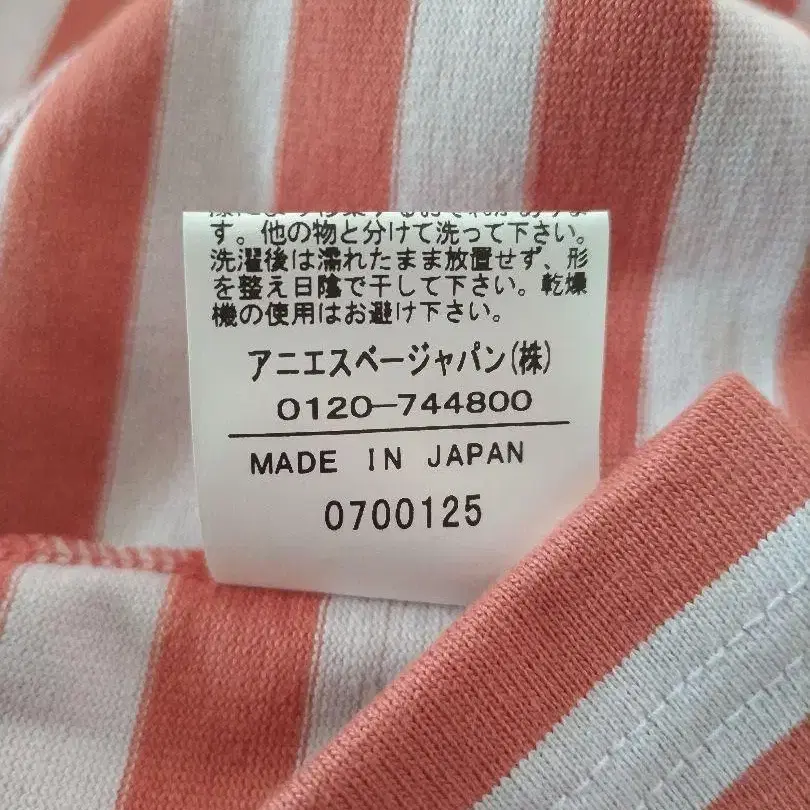 す。他の物と分けて洗って下さい。
洗濯後は濡れたまま放置せず、形
を整え日陰で干して下さい。乾燥
機の使用はお避け下さい。
アニエスベージャパン(株)
0120-744800
MADE IN JAPAN
0700125